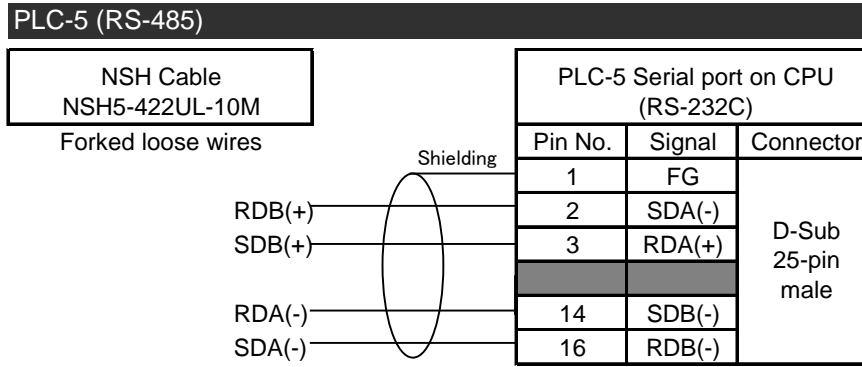 PLC-5 (RS-485)
NSH Cable
NSH5-422UL-10M
Forked loose wires
PLC-5 Serial port on CPU
(RS-232C)
Pin No. Signal Connector
Shielding
1 FG
RDB(+) 2 SDA(-)
SDB(+) 3 RDA(+)
D-Sub
25-pin
male
RDA(-) 14 SDB(-)
SDA(-) 16 RDB(-)